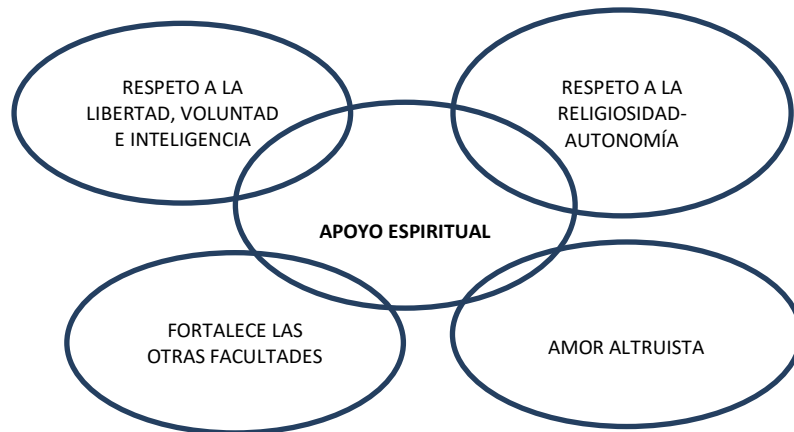 RESPETO A LA
LIBERTAD, VOLUNTAD
E INTELIGENCIA
RESPETO A LA
RELIGIOSIDAD-
AUTONOMÍA
APOYO ESPIRITUAL
FORTALECE LAS
OTRAS FACULTADES
AMOR ALTRUISTA